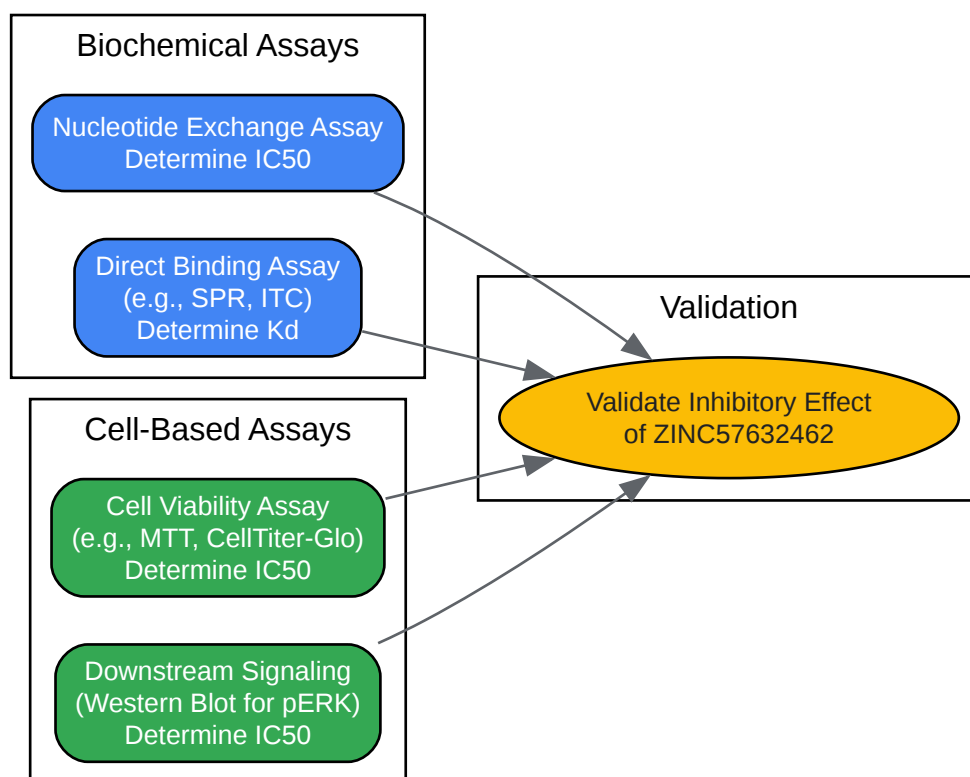 Biochemical Assays
Nucleotide Exchange Assay
Determine IC50
Direct Binding Assay
(e.g., SPR, ITC)
Determine Kd
Cell-Based Assays
Cell Viability Assay
(e.g., MTT, CellTiter-Glo)
Determine IC50
Downstream Signaling
(Western Blot for pERK)
Determine IC50
Validation
Validate Inhibitory Effect
of ZINC57632462